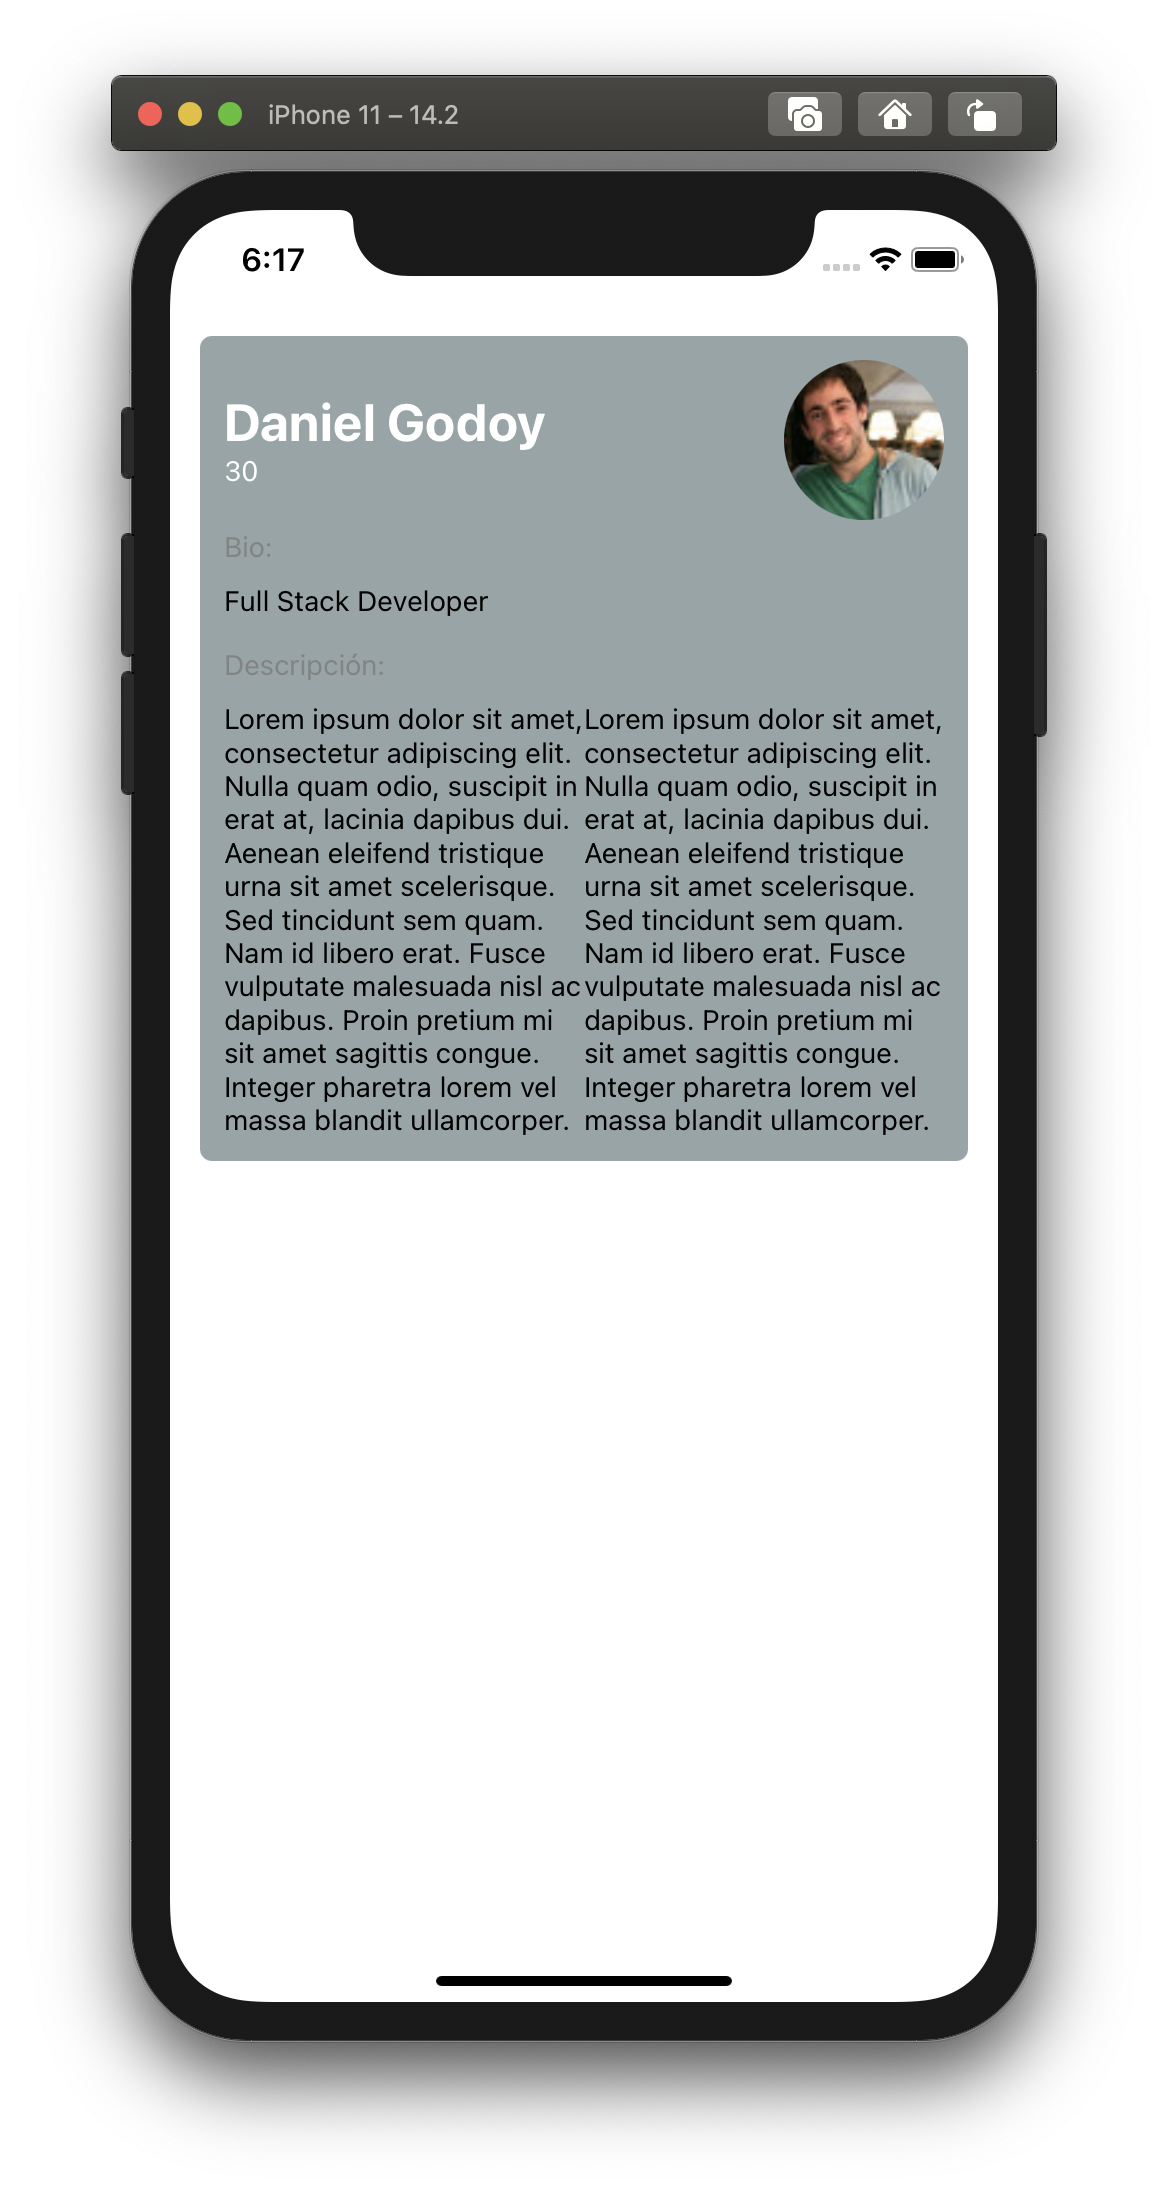 iPhone 11 – 14.2
6:17
Daniel Godoy
30
Bio:
Full Stack Developer
Descripción:
Lorem ipsum dolor sit amet,
consectetur adipiscing elit.
Nulla quam odio, suscipit in
erat at, lacinia dapibus dui.
Aenean eleifend tristique
urna sit amet scelerisque.
Sed tincidunt sem quam.
Nam id libero erat. Fusce
vulputate malesuada nisl ac
dapibus. Proin pretium mi
sit amet sagittis congue.
Integer pharetra lorem vel
massa blandit ullamcorper.
Lorem ipsum dolor sit amet,
consectetur adipiscing elit.
Nulla quam odio, suscipit in
erat at, lacinia dapibus dui.
Aenean eleifend tristique
urna sit amet scelerisque.
Sed tincidunt sem quam.
Nam id libero erat. Fusce
vulputate malesuada nisl ac
dapibus. Proin pretium mi
sit amet sagittis congue.
Integer pharetra lorem vel
massa blandit ullamcorper.